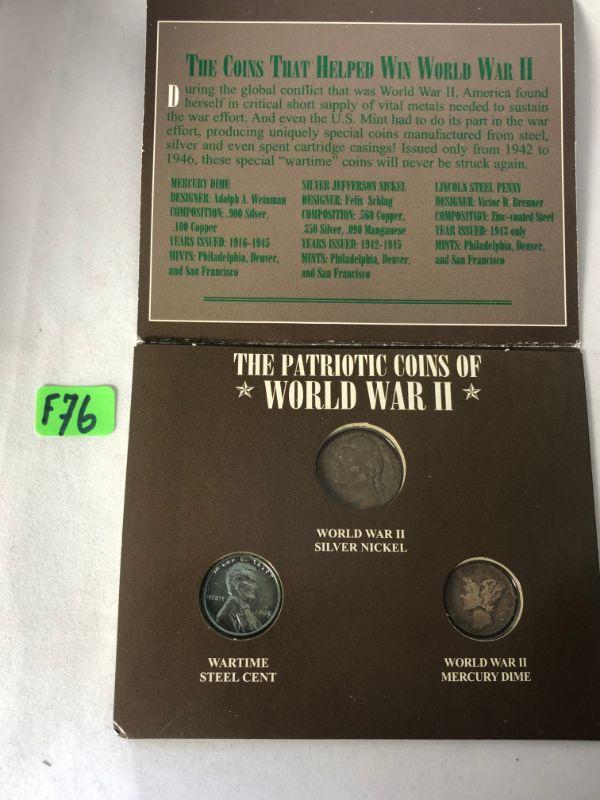 THE COINS THAT HELPED WIN WORLD WAR II
During the global conflict that was World War II, America found
herself in critical short supply of vital metals needed to sustain
the war effort. And even the U.S. Mint had to do its part in the war
effort, producing uniquely special coins manufactured from steel,
silver and even spent cartridge casings! Issued only from 1942 to
1946, these special “wartime” coins will never be struck again.
MERCURY DIME
DESIGNER: Adolph A. Weinman
COMPOSITION: .900 Silver,
.100 Copper
YEARS ISSUED: 1916-1945
MINTS: Philadelphia, Denver,
and San Francisco
SILVER JEFFERSON NICKEL
DESIGNER: Felix Schlag
COMPOSITION: .560 Copper,
.350 Silver, .090 Manganese
YEARS ISSUED: 1942-1945
MINTS: Philadelphia, Denver,
and San Francisco
LINCOLN STEEL PENNY
DESIGNER: Victor D. Brenner
COMPOSITION: Zinc-coated Steel
YEAR ISSUED: 1943 only
MINTS: Philadelphia, Denver,
and San Francisco
THE PATRIOTIC COINS OF
WORLD WAR II
F76
WORLD WAR II
SILVER NICKEL
WARTIME
STEEL CENT
WORLD WAR II
MERCURY DIME